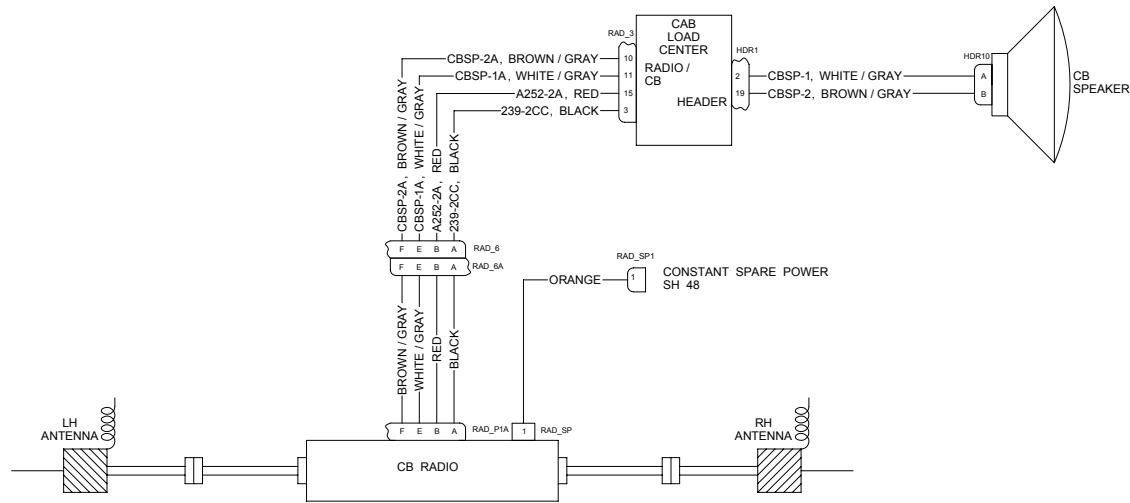 CAB
LOAD
CENTER
RAD_3
HDR1
HDR10
CBSP-2A, BROWN / GRAY
10
RADIO /
CB
CBSP-1A, WHITE / GRAY
11
2
CBSP-1, WHITE / GRAY
A
CB
SPEAKER
A252-2A, RED
15
HEADER
19
CBSP-2, BROWN / GRAY
B
239-2CC, BLACK
3
CBSP-2A, BROWN / GRAY
CBSP-1A, WHITE / GRAY
A252-2A, RED
239-2CC, BLACK
F E B A
RAD_6
F E B A
RAD_6A
RAD_SP1
ORANGE
1
CONSTANT SPARE POWER
SH 48
BROWN / GRAY
WHITE / GRAY
RED
BLACK
LH
ANTENNA
F E B A
RAD_P1A
1
RAD_SP
RH
ANTENNA
CB RADIO